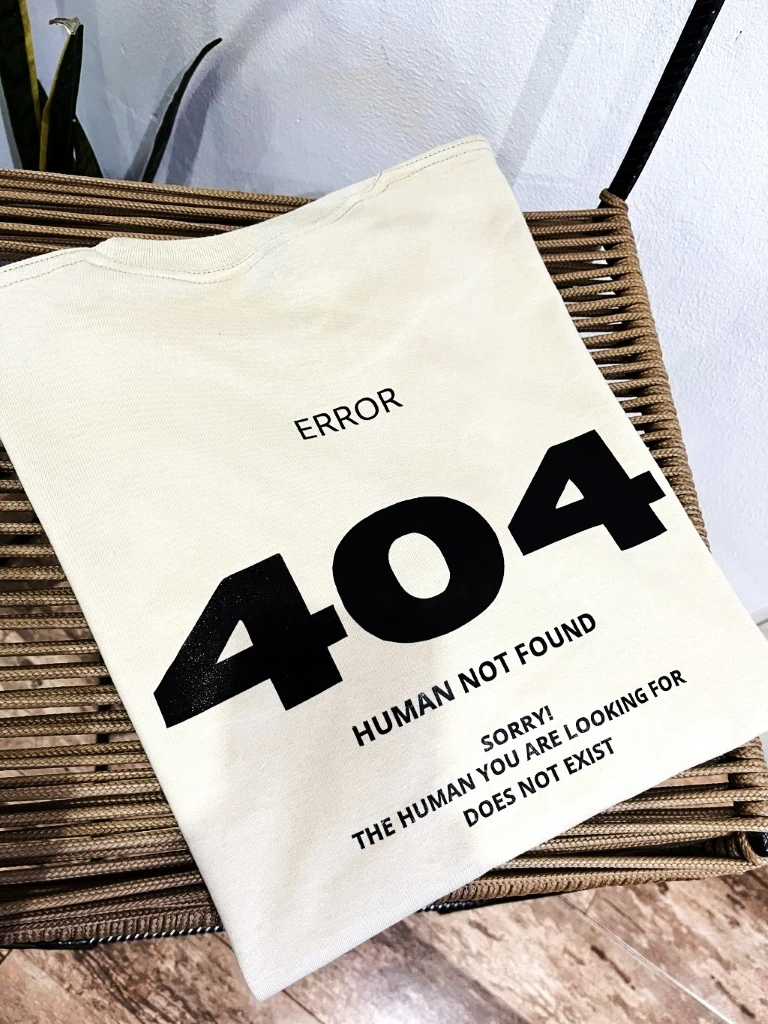 ERROR
404
HUMAN NOT FOUND
SORRY!
THE HUMAN YOU ARE LOOKING FOR
DOES NOT EXIST